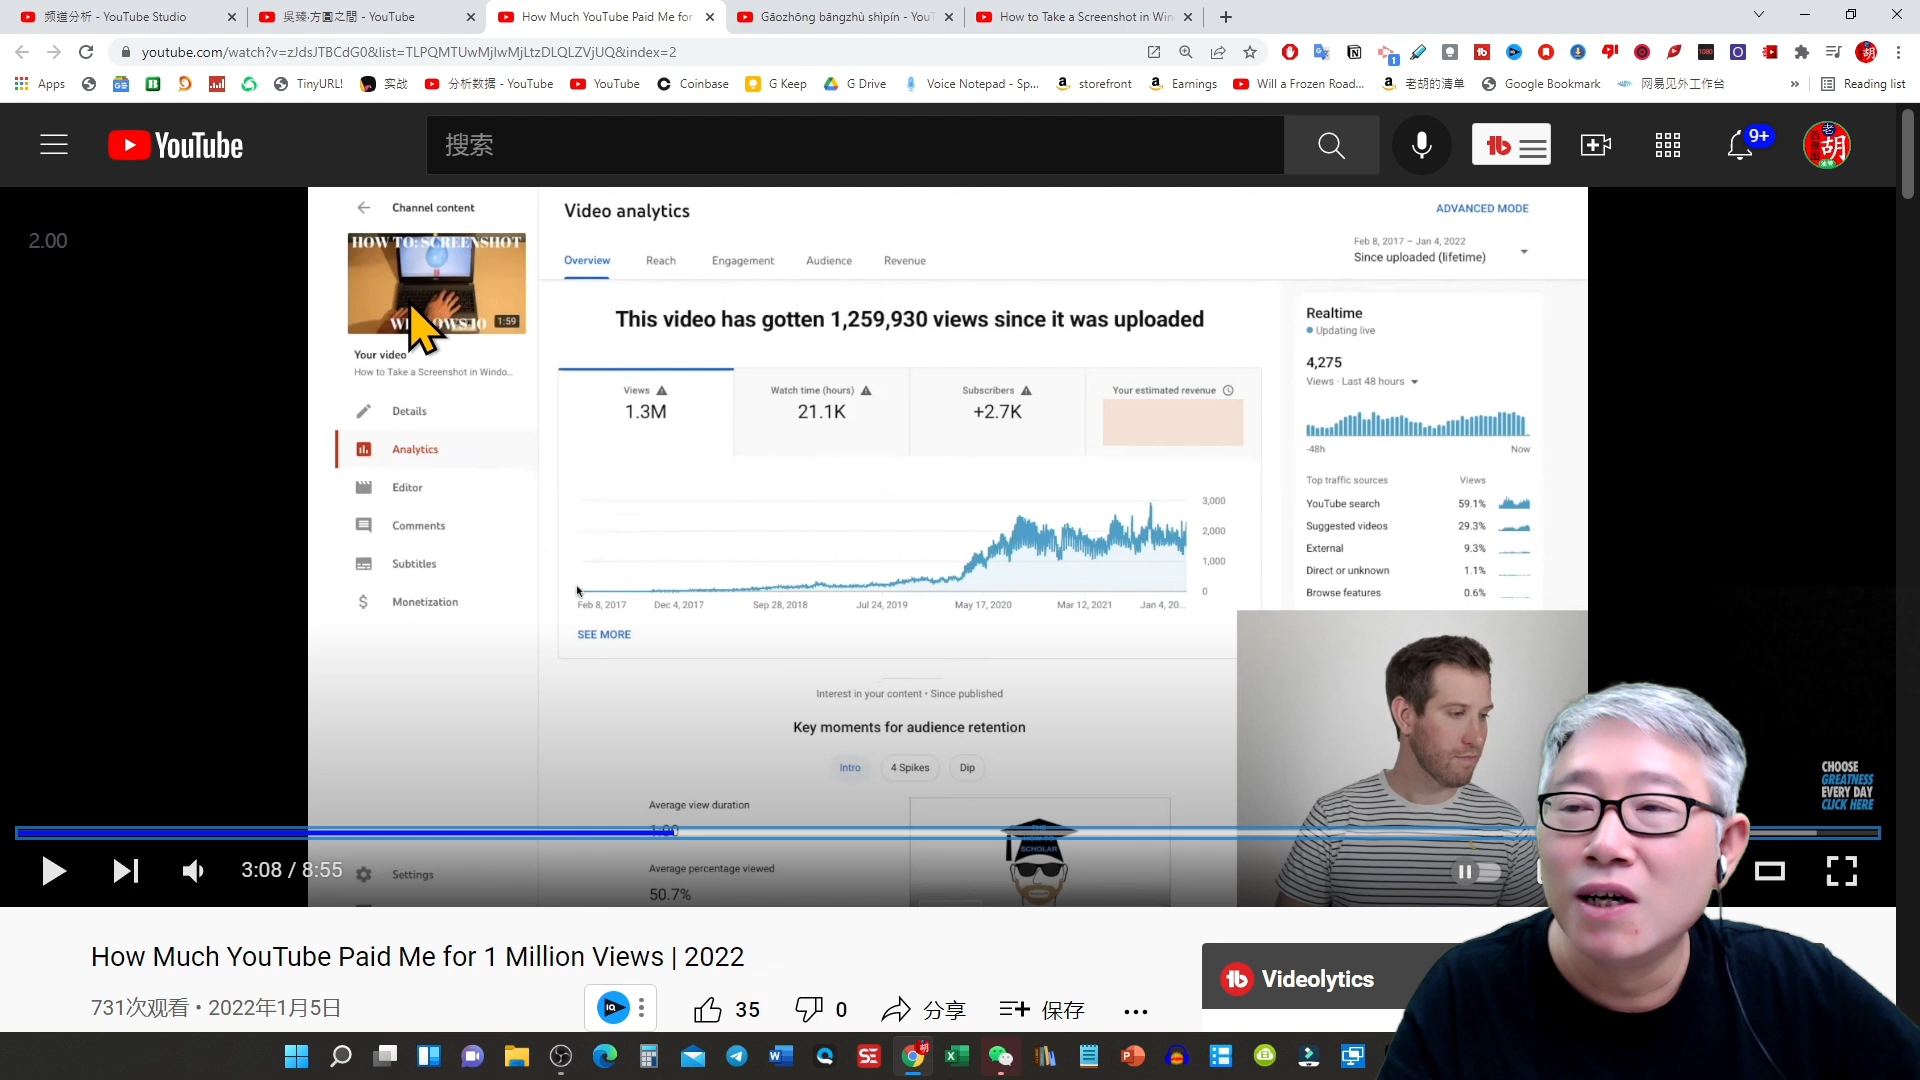 频道分析 - YouTube Studio
吳臻·方圓之間 - YouTube
How Much YouTube Paid Me for
Gāozhōng bāngzhù shìpín - YouT
How to Take a Screenshot in Win
youtube.com/watch?v=zJdsJTBCdG0&list=TLPQMTUwMjIwMjLtzDLQLZVjUQ&index=2
Apps
TinyURL!
实战
分析数据 - YouTube
YouTube
Coinbase
G Keep
G Drive
Voice Notepad - Sp...
storefront
Earnings
Will a Frozen Road...
老胡的清单
Google Bookmark
网易见外工作台
»
Reading list
YouTube
搜索
9+
2.00
Channel content
Video analytics
ADVANCED MODE
HOW TO: SCREENSHOT
1:59
Feb 8, 2017 – Jan 4, 2022
Since uploaded (lifetime)
Overview
Reach
Engagement
Audience
Revenue
This video has gotten 1,259,930 views since it was uploaded
Your video
How to Take a Screenshot in Windo...
Details
Analytics
Editor
Comments
Subtitles
Monetization
Settings
Views
1.3M
Watch time (hours)
21.1K
Subscribers
+2.7K
Your estimated revenue
3,000
2,000
1,000
0
Feb 8, 2017
Dec 4, 2017
Sep 28, 2018
Jul 24, 2019
May 17, 2020
Mar 12, 2021
Jan 4, 20...
SEE MORE
Realtime
Updating live
4,275
Views · Last 48 hours
-48h
Now
Top traffic sources
Views
YouTube search
59.1%
Suggested videos
29.3%
External
9.3%
Direct or unknown
1.1%
Browse features
0.6%
Interest in your content • Since published
Key moments for audience retention
Intro
4 Spikes
Dip
Average view duration
1:00
Average percentage viewed
50.7%
SCHOLAR
CHOOSE
GREATNESS
EVERY DAY
CLICK HERE
3:08 / 8:55
How Much YouTube Paid Me for 1 Million Views | 2022
731次观看 • 2022年1月5日
35
0
分享
保存
Videolytics